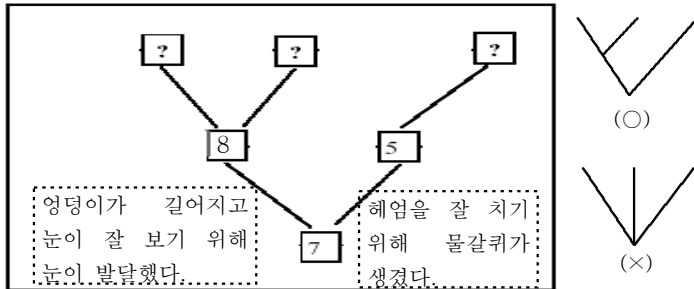 ? ? ?
8 5
엉덩이가 길어지고
눈이 잘 보기 위해
눈이 발달했다.
7
헤엄을 잘 치기
위해 물갈퀴가
생겼다.
(○)
(×)